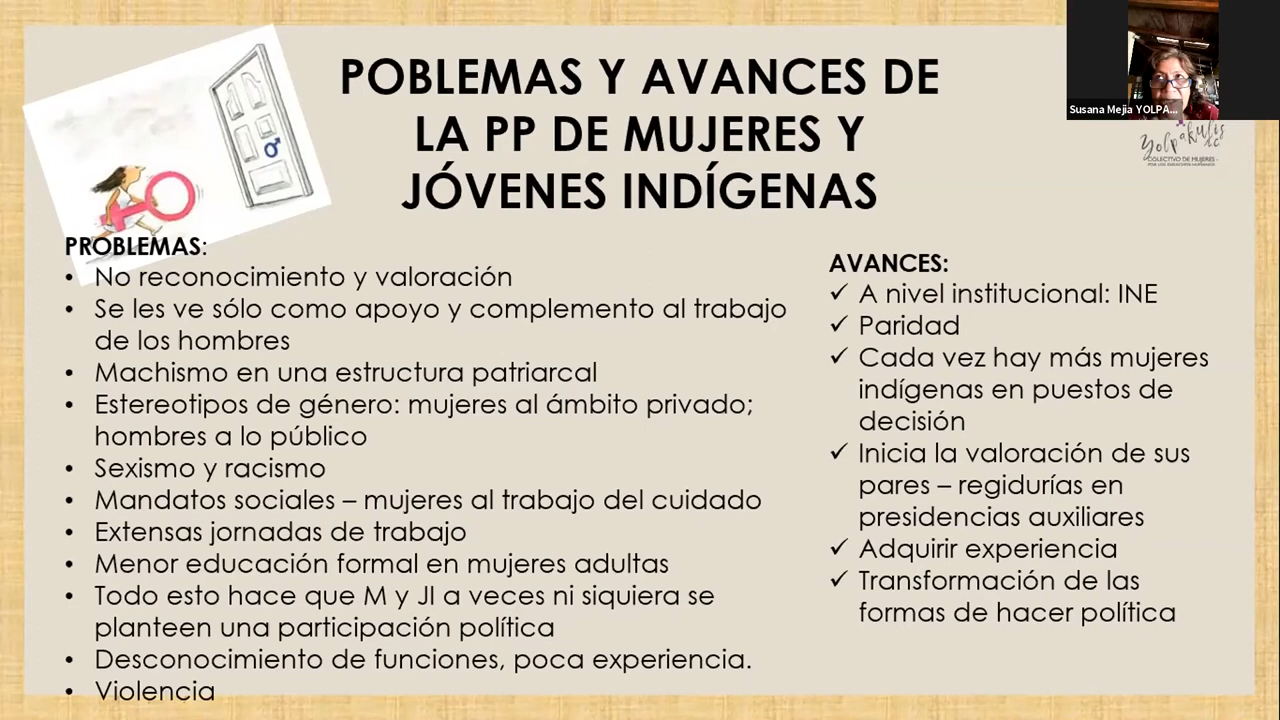 POBLEMAS Y AVANCES DE
LA PP DE MUJERES Y
JÓVENES INDÍGENAS
Susana Mejia YOLPA...
Yolpakulis
A.C.
COLECTIVO DE MUJERES -
PROBLEMAS:
• No reconocimiento y valoración
• Se les ve sólo como apoyo y complemento al trabajo
de los hombres
• Machismo en una estructura patriarcal
• Estereotipos de género: mujeres al ámbito privado;
hombres a lo público
• Sexismo y racismo
• Mandatos sociales – mujeres al trabajo del cuidado
• Extensas jornadas de trabajo
• Menor educación formal en mujeres adultas
• Todo esto hace que M y JI a veces ni siquiera se
planteen una participación política
• Desconocimiento de funciones, poca experiencia.
• Violencia
AVANCES:
✓ A nivel institucional: INE
✓ Paridad
✓ Cada vez hay más mujeres
indígenas en puestos de
decisión
✓ Inicia la valoración de sus
pares – regidurías en
presidencias auxiliares
✓ Adquirir experiencia
✓ Transformación de las
formas de hacer política